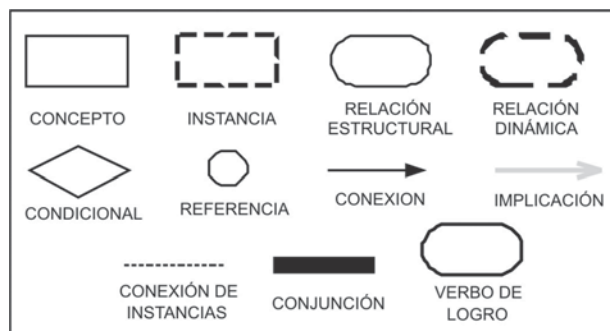 CONCEPTO
INSTANCIA
RELACIÓN
ESTRUCTURAL
RELACIÓN
DINÁMICA
CONDICIONAL
REFERENCIA
CONEXION
IMPLICACIÓN
CONEXIÓN DE
INSTANCIAS
CONJUNCIÓN
VERBO DE
LOGRO